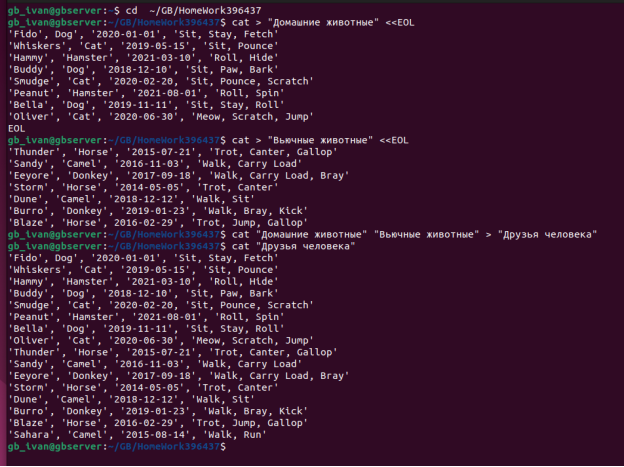 gb_ivan@gbserver:~$ cd  ~/GB/HomeWork396437
gb_ivan@gbserver:~/GB/HomeWork396437$ cat > "Домашние животные" <<EOL
'Fido', Dog', '2020-01-01', 'Sit, Stay, Fetch'
'Whiskers', 'Cat', '2019-05-15', 'Sit, Pounce'
'Hammy', 'Hamster', '2021-03-10', 'Roll, Hide'
'Buddy', 'Dog', '2018-12-10', 'Sit, Paw, Bark'
'Smudge', 'Cat', '2020-02-20, 'Sit, Pounce, Scratch'
'Peanut', 'Hamster', '2021-08-01', 'Roll, Spin'
'Bella', 'Dog', '2019-11-11', 'Sit, Stay, Roll'
'Oliver', 'Cat', '2020-06-30', 'Meow, Scratch, Jump'
EOL
gb_ivan@gbserver:~/GB/HomeWork396437$ cat > "Вьючные животные" <<EOL
'Thunder', 'Horse', '2015-07-21', 'Trot, Canter, Gallop'
'Sandy', 'Camel', '2016-11-03', 'Walk, Carry Load'
'Eeyore', 'Donkey', '2017-09-18', 'Walk, Carry Load, Bray'
'Storm', 'Horse', '2014-05-05', 'Trot, Canter'
'Dune', 'Camel', '2018-12-12', 'Walk, Sit'
'Burro', 'Donkey', '2019-01-23', 'Walk, Bray, Kick'
'Blaze', 'Horse', 2016-02-29', 'Trot, Jump, Gallop'
gb_ivan@gbserver:~/GB/HomeWork396437$ cat "Домашние животные" "Вьючные животные" > "Друзья человека"
gb_ivan@gbserver:~/GB/HomeWork396437$ cat "Друзья человека"
'Fido', Dog', '2020-01-01', 'Sit, Stay, Fetch'
'Whiskers', 'Cat', '2019-05-15', 'Sit, Pounce'
'Hammy', 'Hamster', '2021-03-10', 'Roll, Hide'
'Buddy', 'Dog', '2018-12-10', 'Sit, Paw, Bark'
'Smudge', 'Cat', '2020-02-20, 'Sit, Pounce, Scratch'
'Peanut', 'Hamster', '2021-08-01', 'Roll, Spin'
'Bella', 'Dog', '2019-11-11', 'Sit, Stay, Roll'
'Oliver', 'Cat', '2020-06-30', 'Meow, Scratch, Jump'
'Thunder', 'Horse', '2015-07-21', 'Trot, Canter, Gallop'
'Sandy', 'Camel', '2016-11-03', 'Walk, Carry Load'
'Eeyore', 'Donkey', '2017-09-18', 'Walk, Carry Load, Bray'
'Storm', 'Horse', '2014-05-05', 'Trot, Canter'
'Dune', 'Camel', '2018-12-12', 'Walk, Sit'
'Burro', 'Donkey', '2019-01-23', 'Walk, Bray, Kick'
'Blaze', 'Horse', 2016-02-29', 'Trot, Jump, Gallop'
'Sahara', 'Camel', '2015-08-14', 'Walk, Run'
gb_ivan@gbserver:~/GB/HomeWork396437$